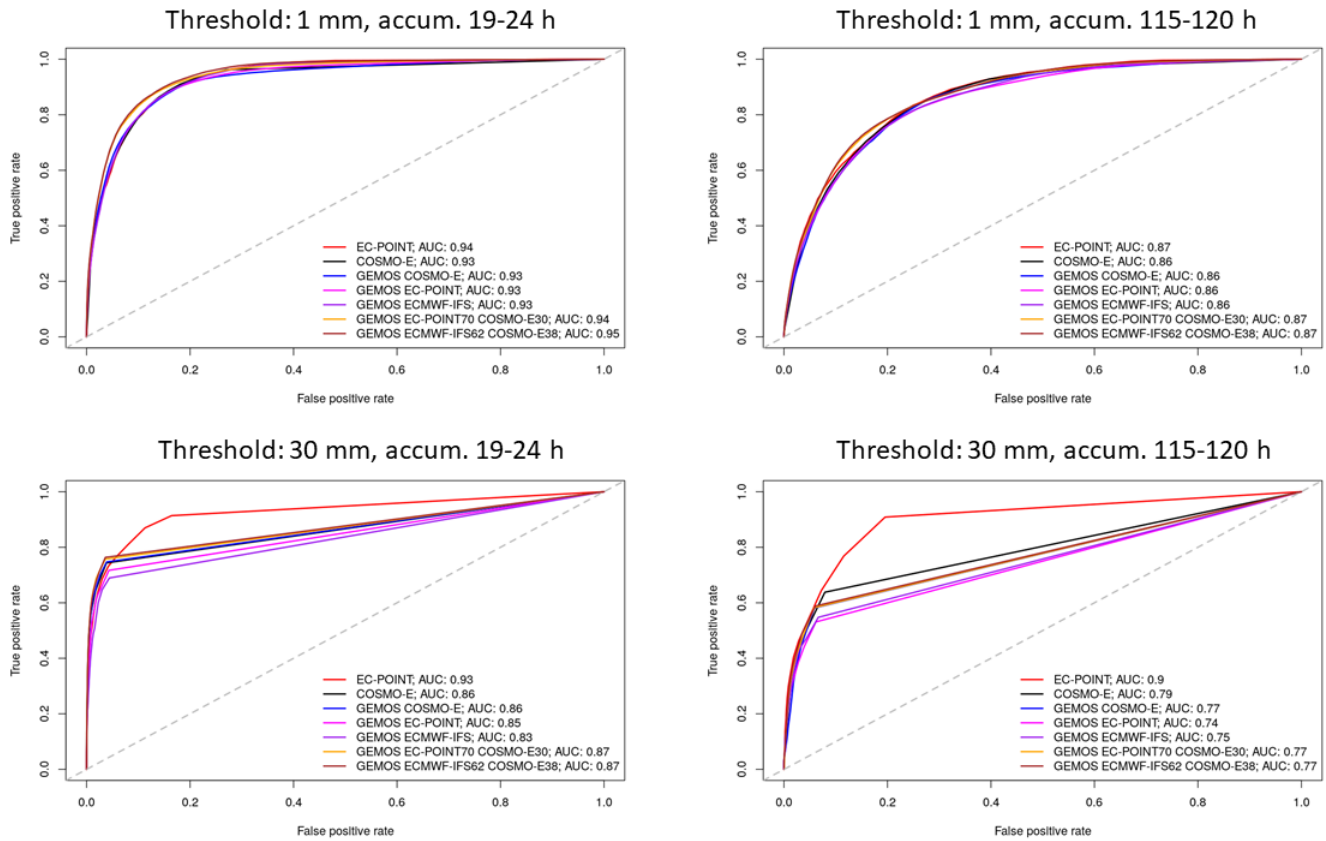 Threshold: 1 mm, accum. 19-24 h
True positive rate
1.0
0.8
0.6
0.4
0.2
0.0
EC-POINT; AUC: 0.94
COSMO-E; AUC: 0.93
GEMOS COSMO-E; AUC: 0.93
GEMOS EC-POINT; AUC: 0.93
GEMOS ECMWF-IFS; AUC: 0.93
GEMOS EC-POINT70 COSMO-E30; AUC: 0.94
GEMOS ECMWF-IFS62 COSMO-E38; AUC: 0.95
0.0 0.2 0.4 0.6 0.8 1.0
False positive rate
Threshold: 1 mm, accum. 115-120 h
True positive rate
1.0
0.8
0.6
0.4
0.2
0.0
EC-POINT; AUC: 0.87
COSMO-E; AUC: 0.86
GEMOS COSMO-E; AUC: 0.86
GEMOS EC-POINT; AUC: 0.86
GEMOS ECMWF-IFS; AUC: 0.86
GEMOS EC-POINT70 COSMO-E30; AUC: 0.87
GEMOS ECMWF-IFS62 COSMO-E38; AUC: 0.87
0.0 0.2 0.4 0.6 0.8 1.0
False positive rate
Threshold: 30 mm, accum. 19-24 h
True positive rate
1.0
0.8
0.6
0.4
0.2
0.0
EC-POINT; AUC: 0.93
COSMO-E; AUC: 0.86
GEMOS COSMO-E; AUC: 0.86
GEMOS EC-POINT; AUC: 0.85
GEMOS ECMWF-IFS; AUC: 0.83
GEMOS EC-POINT70 COSMO-E30; AUC: 0.87
GEMOS ECMWF-IFS62 COSMO-E38; AUC: 0.87
0.0 0.2 0.4 0.6 0.8 1.0
False positive rate
Threshold: 30 mm, accum. 115-120 h
True positive rate
1.0
0.8
0.6
0.4
0.2
0.0
EC-POINT; AUC: 0.9
COSMO-E; AUC: 0.79
GEMOS COSMO-E; AUC: 0.77
GEMOS EC-POINT; AUC: 0.74
GEMOS ECMWF-IFS; AUC: 0.75
GEMOS EC-POINT70 COSMO-E30; AUC: 0.77
GEMOS ECMWF-IFS62 COSMO-E38; AUC: 0.77
0.0 0.2 0.4 0.6 0.8 1.0
False positive rate